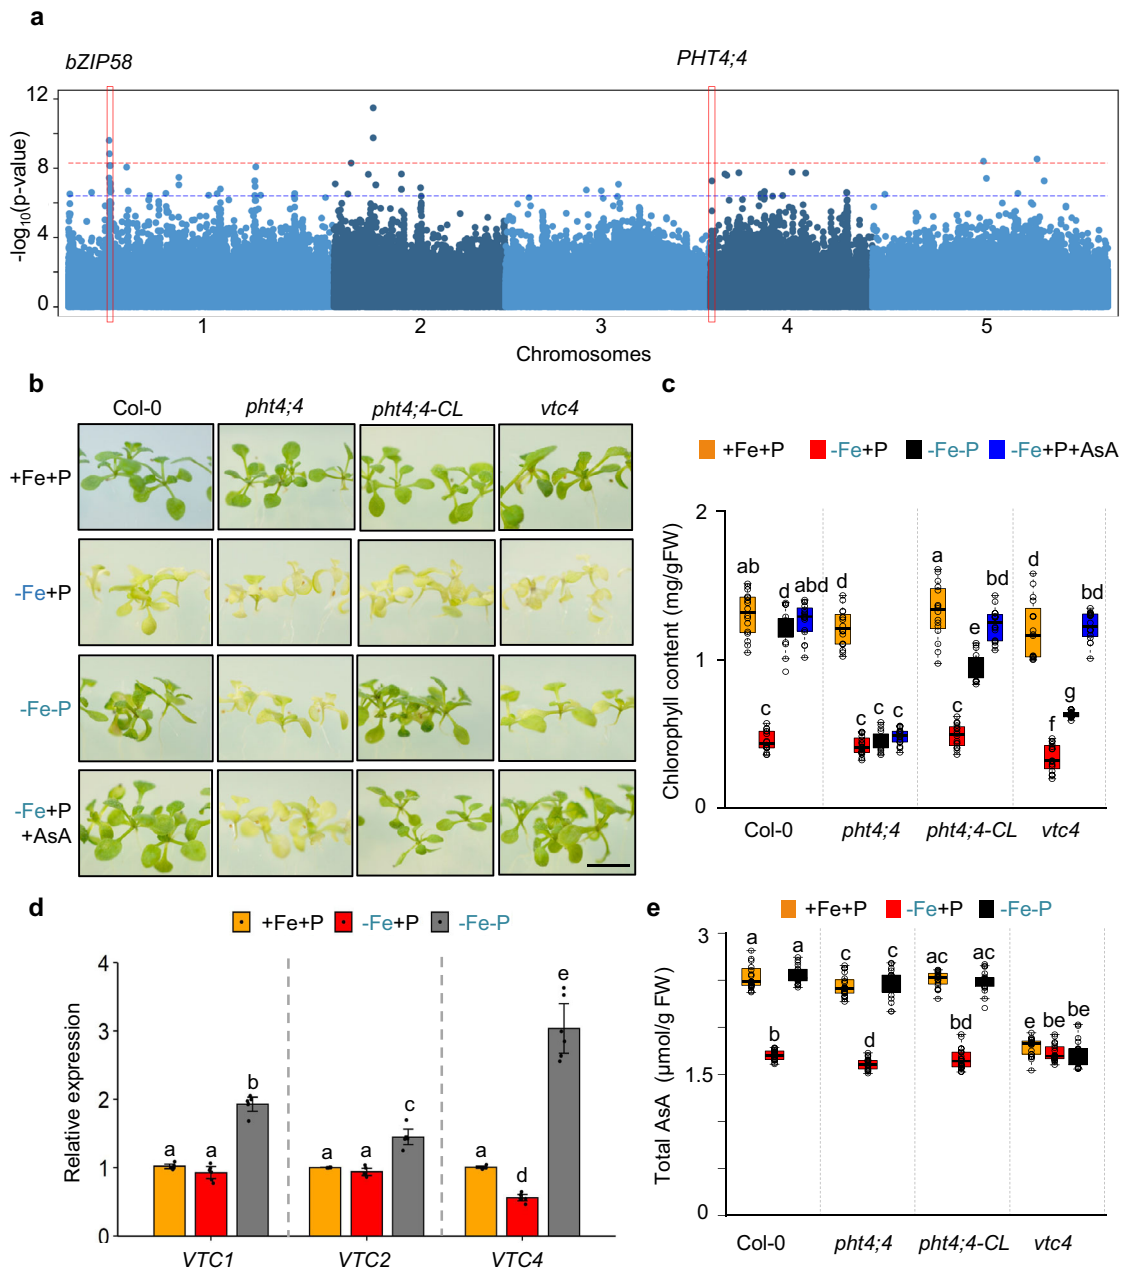 a
bZIP58 PHT4;4
12
8
4
0
-log10(p-value)
1 2 3 4 5
Chromosomes
b
Col-0 pht4;4 pht4;4-CL vtc4
+Fe+P
-Fe+P
-Fe-P
-Fe+P
+AsA
c
+Fe+P -Fe+P -Fe-P -Fe+P+AsA
Chlorophyll content (mg/gFW)
2
1
0
ab c d abd
d c c c
a c e bd
d f g bd
Col-0 pht4;4 pht4;4-CL vtc4
d
+Fe+P -Fe+P -Fe-P
Relative expression
4
3
2
1
0
a a b
a a c
a d e
VTC1 VTC2 VTC4
e
+Fe+P -Fe+P -Fe-P
Total AsA (µmol/g FW)
3
1.5
0
a b a
c d c
ac bd ac
e be be
Col-0 pht4;4 pht4;4-CL vtc4